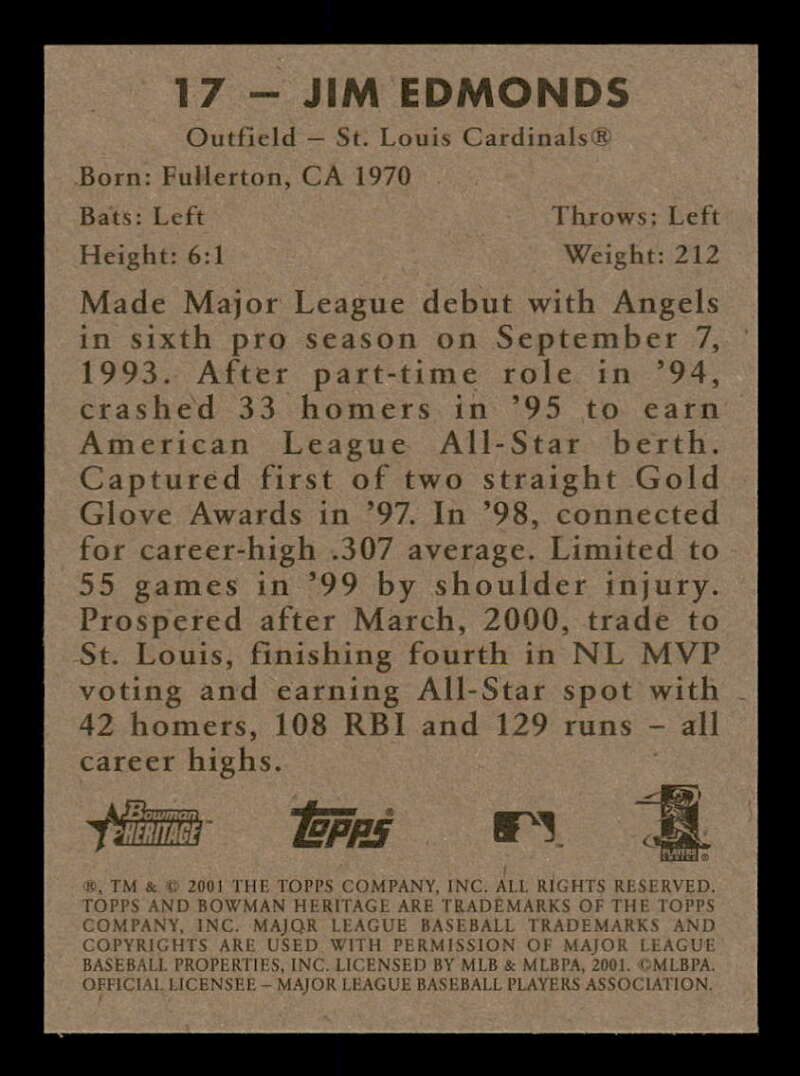 17 – JIM EDMONDS
Outfield – St. Louis Cardinals®
Born: Fullerton, CA 1970
Bats: Left Throws: Left
Height: 6:1 Weight: 212
Made Major League debut with Angels
in sixth pro season on September 7,
1993. After part-time role in ’94,
crashed 33 homers in ’95 to earn
American League All-Star berth.
Captured first of two straight Gold
Glove Awards in ’97. In ’98, connected
for career-high .307 average. Limited to
55 games in ’99 by shoulder injury.
Prospered after March, 2000, trade to
St. Louis, finishing fourth in NL MVP
voting and earning All-Star spot with
42 homers, 108 RBI and 129 runs – all
career highs.
Bowman HERITAGE
Topps
PLAYERS CHOICE®
®, TM & © 2001 THE TOPPS COMPANY, INC. ALL RIGHTS RESERVED.
TOPPS AND BOWMAN HERITAGE ARE TRADEMARKS OF THE TOPPS
COMPANY, INC. MAJOR LEAGUE BASEBALL TRADEMARKS AND
COPYRIGHTS ARE USED WITH PERMISSION OF MAJOR LEAGUE
BASEBALL PROPERTIES, INC. LICENSED BY MLB & MLBPA, 2001. ©MLBPA.
OFFICIAL LICENSEE – MAJOR LEAGUE BASEBALL PLAYERS ASSOCIATION.